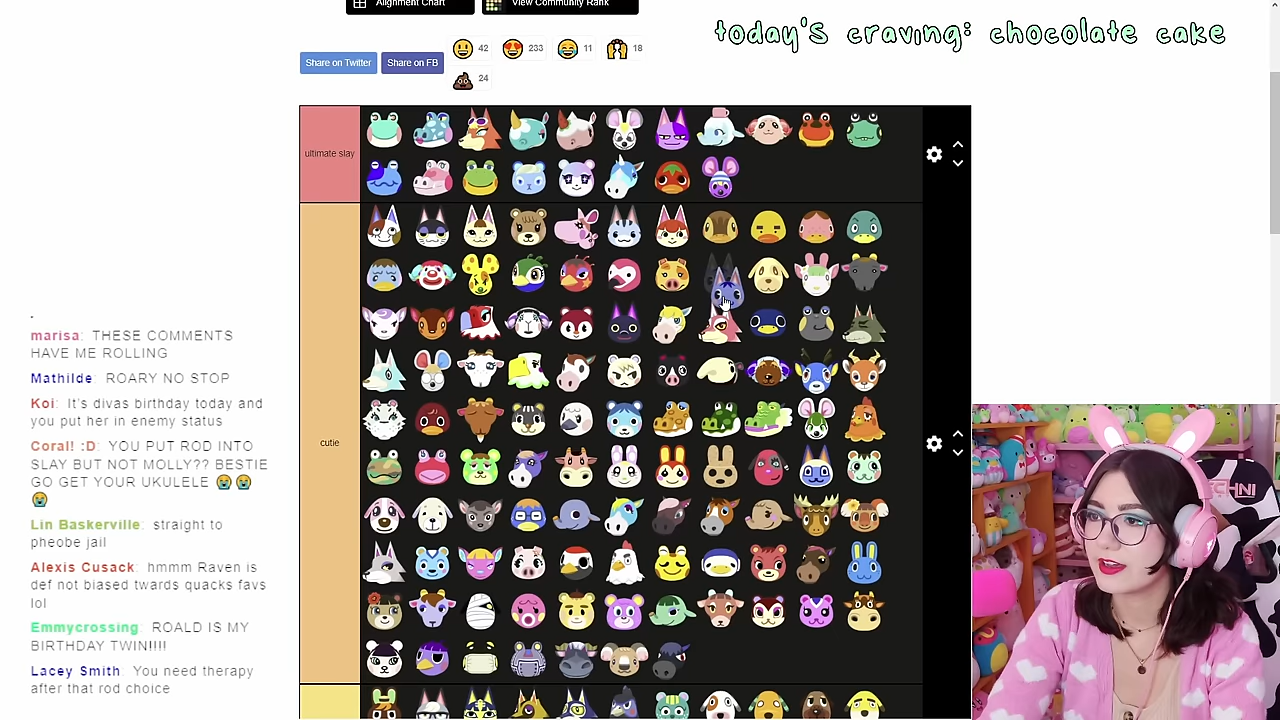 Alignment Chart
View Community Rank
today's craving: chocolate cake
Share on Twitter
Share on FB
42
233
11
18
24
ultimate slay
cutie
marisa: THESE COMMENTS
HAVE ME ROLLING
Mathilde: ROARY NO STOP
Koi: It's divas birthday today and
you put her in enemy status
Coral! :D: YOU PUT ROD INTO
SLAY BUT NOT MOLLY?? BESTIE
GO GET YOUR UKULELE 😭😭
😭
Lin Baskerville: straight to
pheobe jail
Alexis Cusack: hmmm Raven is
def not biased twards quacks favs
lol
Emmycrossing: ROALD IS MY
BIRTHDAY TWIN!!!!
Lacey Smith: You need therapy
after that rod choice